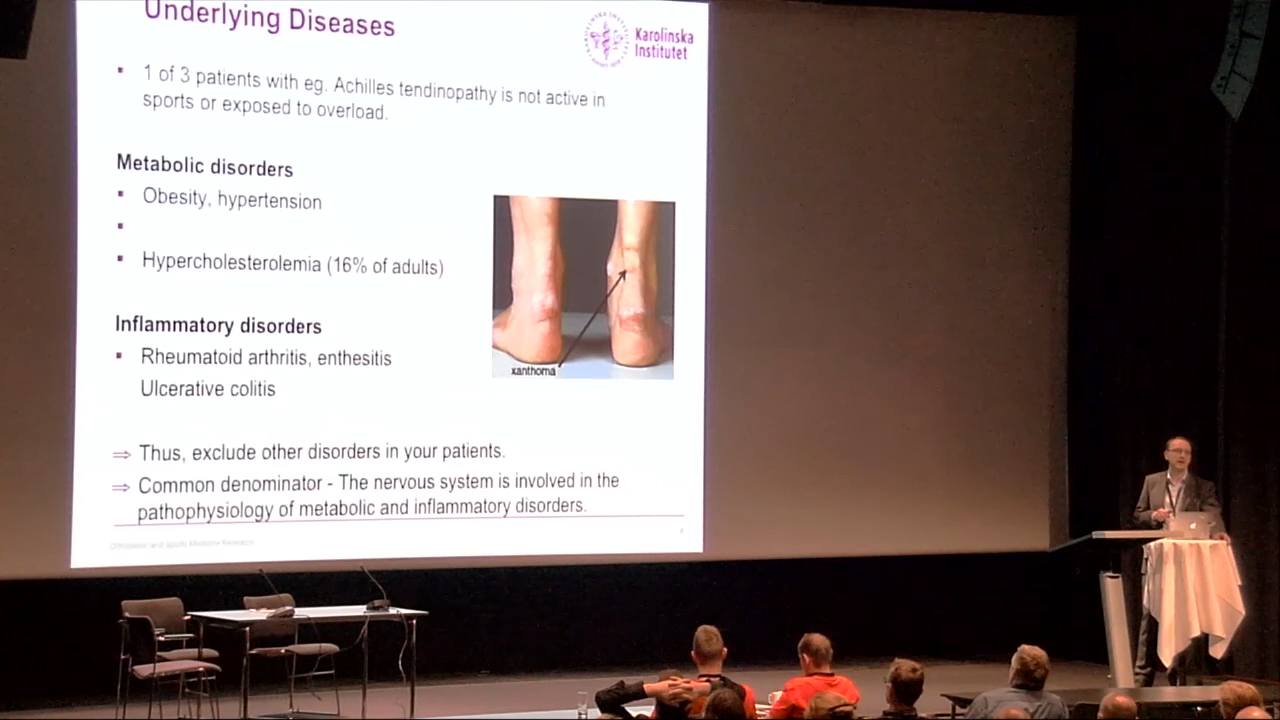 Underlying Diseases
Karolinska
Institutet
1 of 3 patients with eg. Achilles tendinopathy is not active in
sports or exposed to overload.
Metabolic disorders
Obesity, hypertension
Hypercholesterolemia (16% of adults)
xanthoma
Inflammatory disorders
Rheumatoid arthritis, enthesitis
Ulcerative colitis
⇒ Thus, exclude other disorders in your patients.
⇒ Common denominator - The nervous system is involved in the
pathophysiology of metabolic and inflammatory disorders.